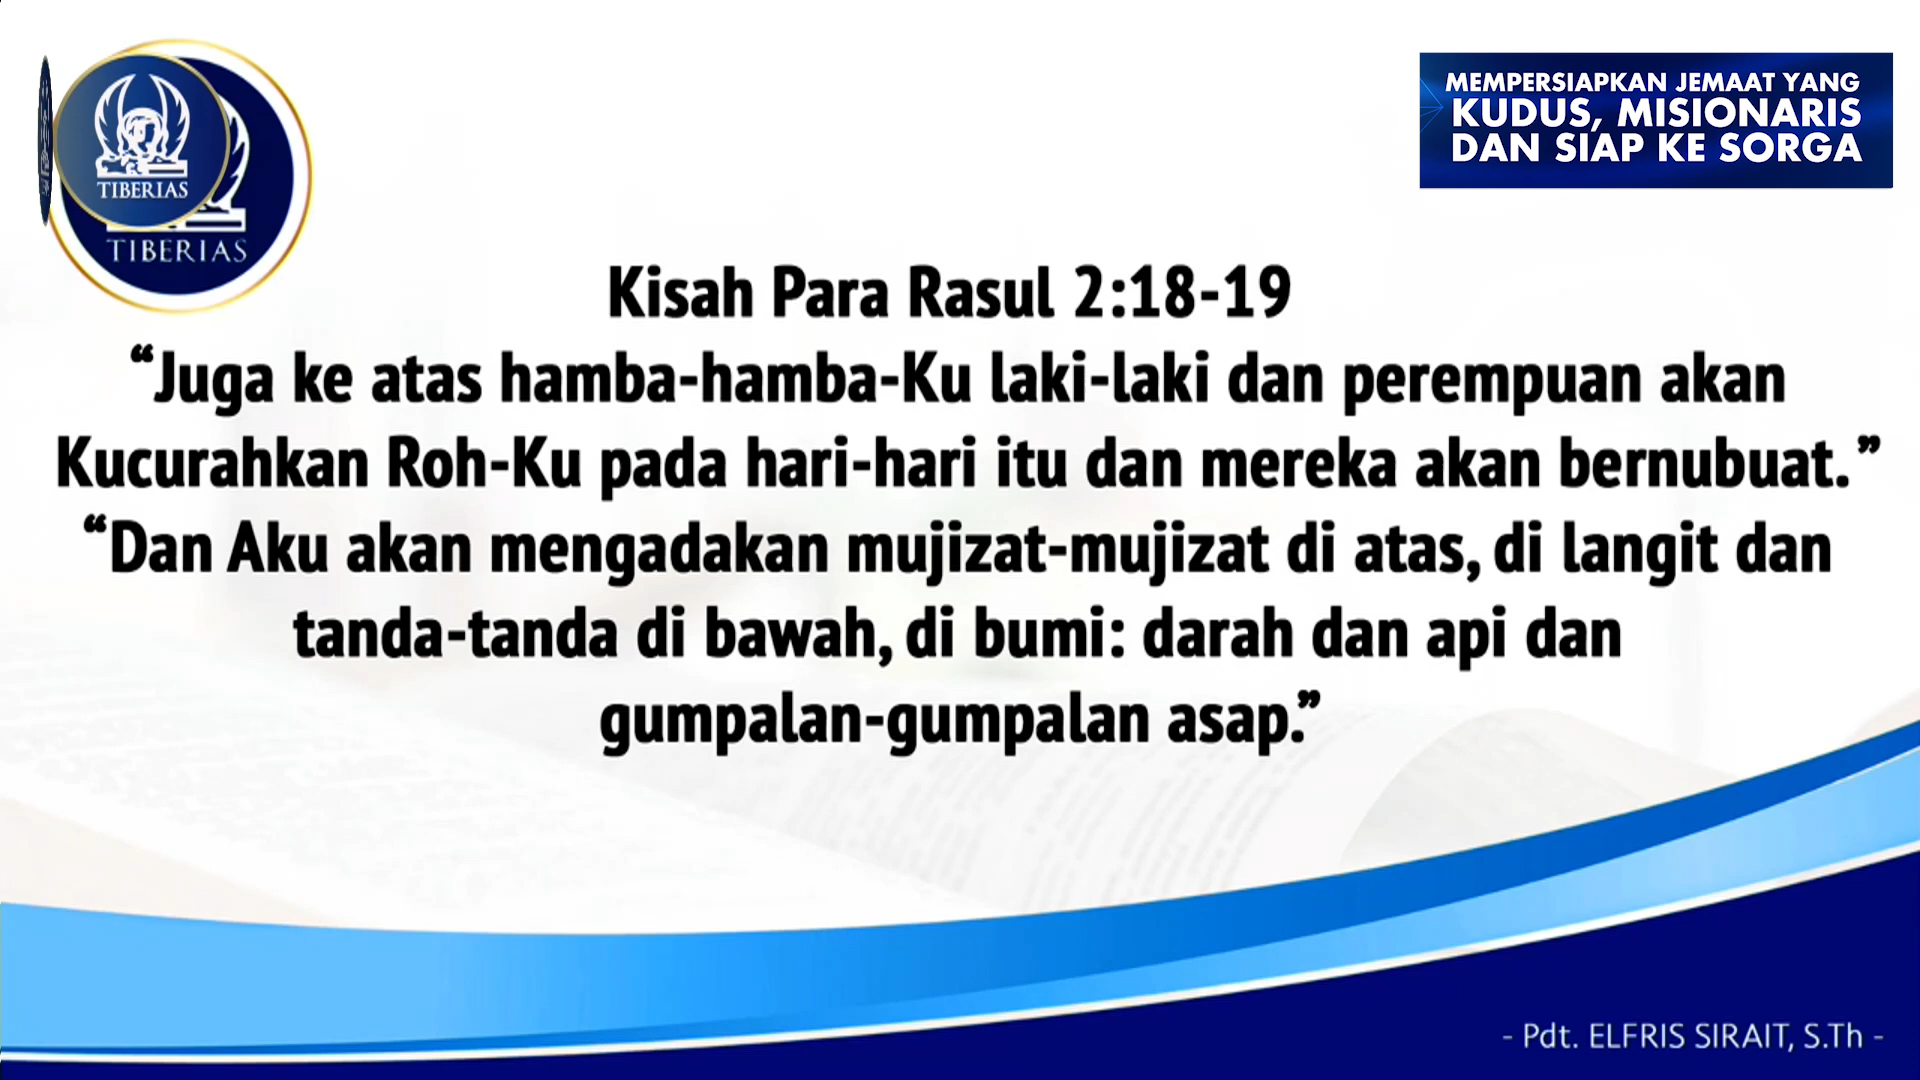 TIBERIAS
TIBERIAS
MEMPERSIAPKAN JEMAAT YANG
KUDUS, MISIONARIS
DAN SIAP KE SORGA
Kisah Para Rasul 2:18-19
“Juga ke atas hamba-hamba-Ku laki-laki dan perempuan akan
Kucurahkan Roh-Ku pada hari-hari itu dan mereka akan bernubuat.”
“Dan Aku akan mengadakan mujizat-mujizat di atas, di langit dan
tanda-tanda di bawah, di bumi: darah dan api dan
gumpalan-gumpalan asap.”
- Pdt. ELFRIS SIRAIT, S.Th -